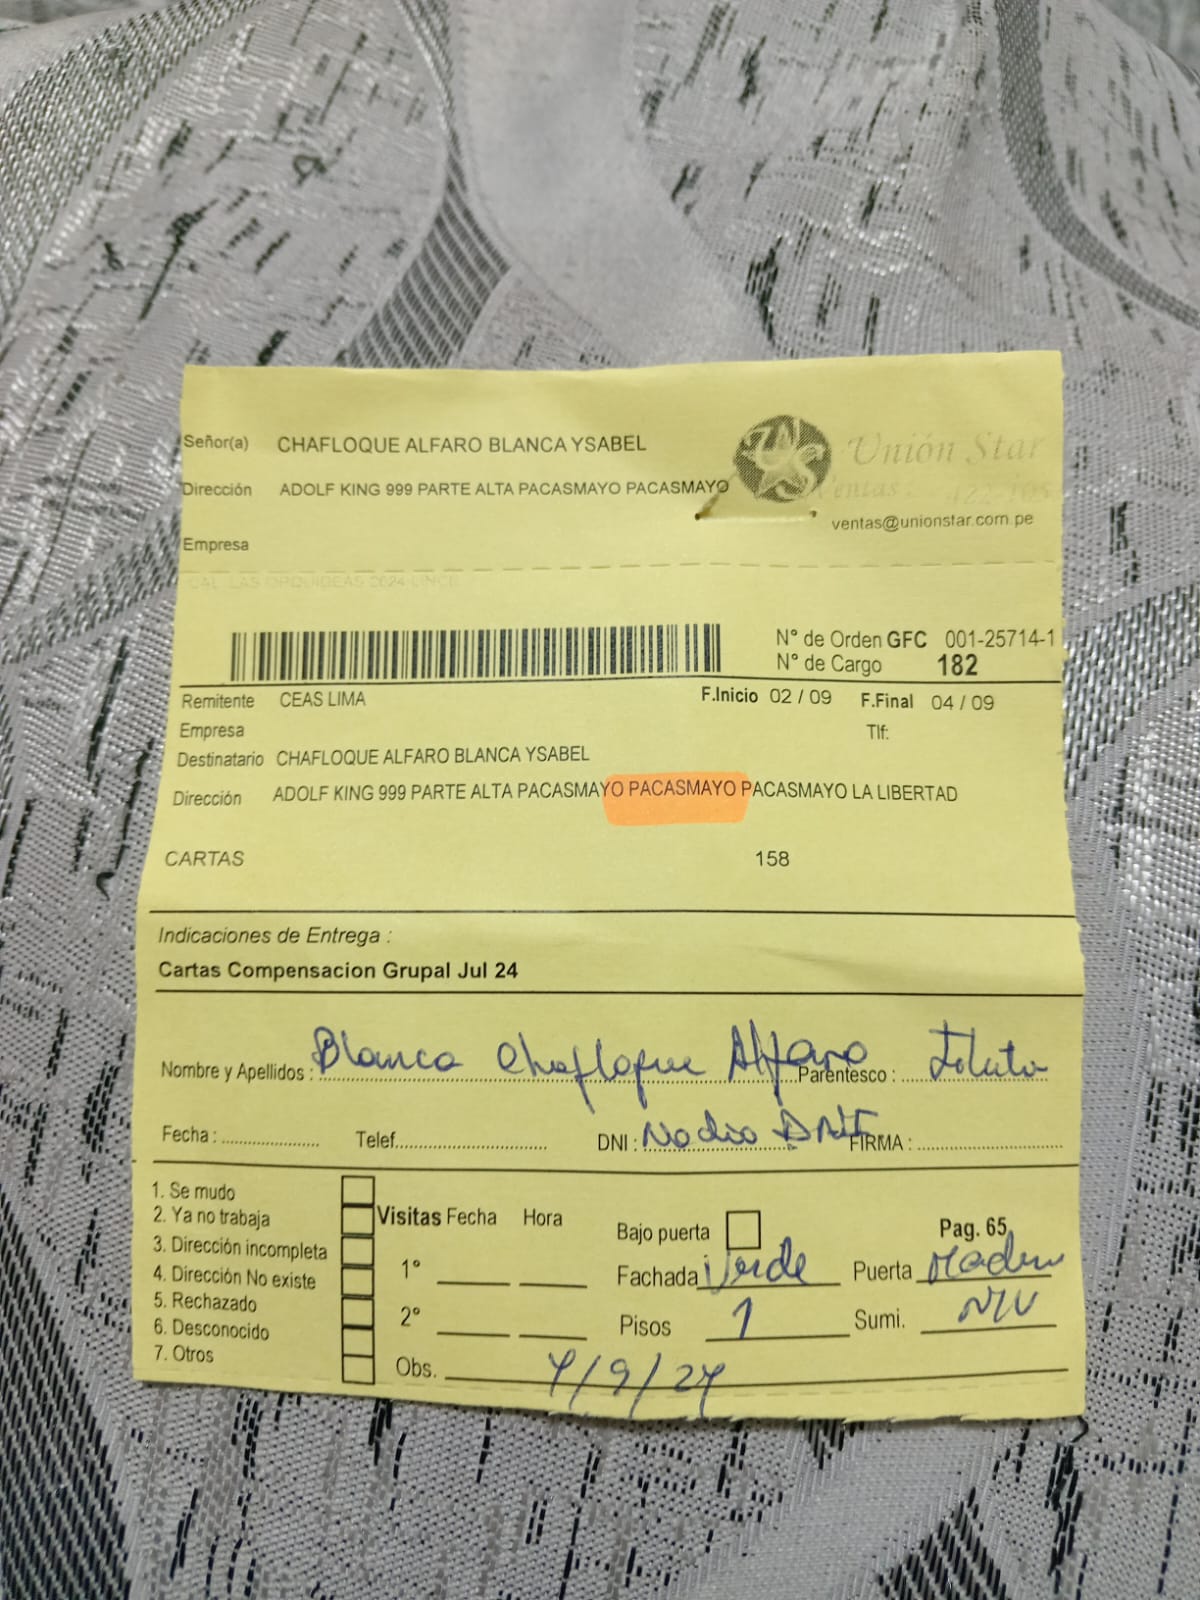 Señor(a) CHAFLOQUE ALFARO BLANCA YSABEL
Unión Star
Dirección ADOLF KING 999 PARTE ALTA PACASMAYO PACASMAYO
Ventas:
ventas@unionstar.com.pe
Empresa
CAL LAS ORQUIDEAS 2624 LINCE
N° de Orden GFC 001-25714-1
N° de Cargo 182
Remitente CEAS LIMA F.Inicio 02 / 09 F.Final 04 / 09
Empresa Tlf:
Destinatario CHAFLOQUE ALFARO BLANCA YSABEL
Dirección ADOLF KING 999 PARTE ALTA PACASMAYO PACASMAYO PACASMAYO LA LIBERTAD
CARTAS 158
Indicaciones de Entrega :
Cartas Compensacion Grupal Jul 24
Nombre y Apellidos : Blanca Chafloque Alfaro Parentesco :
Fecha : Telef. DNI : No dio DNI FIRMA :
1. Se mudo
2. Ya no trabaja
3. Dirección incompleta
4. Dirección No existe
5. Rechazado
6. Desconocido
7. Otros
Visitas Fecha Hora
1°
2°
Bajo puerta Pag. 65
Fachada Verde Puerta Madera
Pisos 1 Sumi.
Obs. 4/9/24